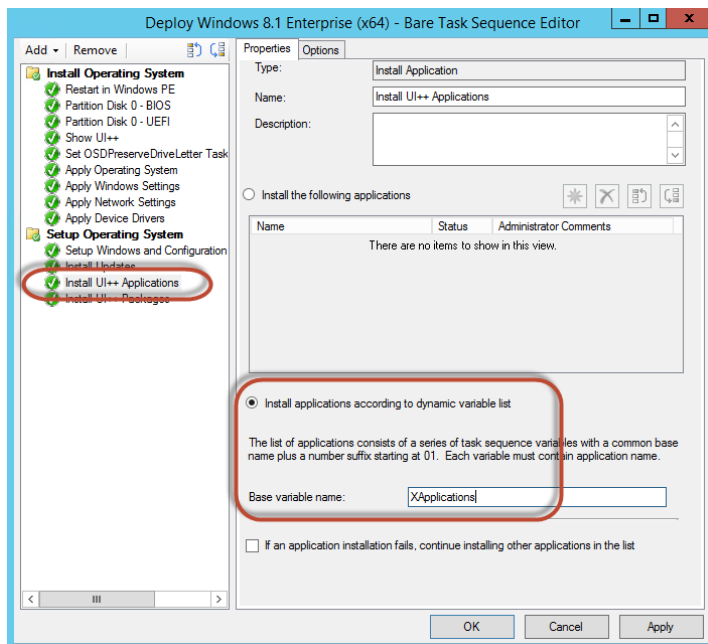 Deploy Windows 8.1 Enterprise (x64) - Bare Task Sequence Editor
Add Remove
Properties Options
Install Operating System
Restart in Windows PE
Partition Disk 0 - BIOS
Partition Disk 0 - UEFI
Show UI++
Set OSDPreserveDriveLetter Task
Apply Operating System
Apply Windows Settings
Apply Network Settings
Apply Device Drivers
Setup Operating System
Setup Windows and Configuration
Install Updates
Install UI++ Applications
Install UI++ Packages
Type: Install Application
Name: Install UI++ Applications
Description:
Install the following applications
Name Status Administrator Comments
There are no items to show in this view.
Install applications according to dynamic variable list
The list of applications consists of a series of task sequence variables with a common base
name plus a number suffix starting at 01. Each variable must contain application name.
Base variable name: XApplications
If an application installation fails, continue installing other applications in the list
OK Cancel Apply